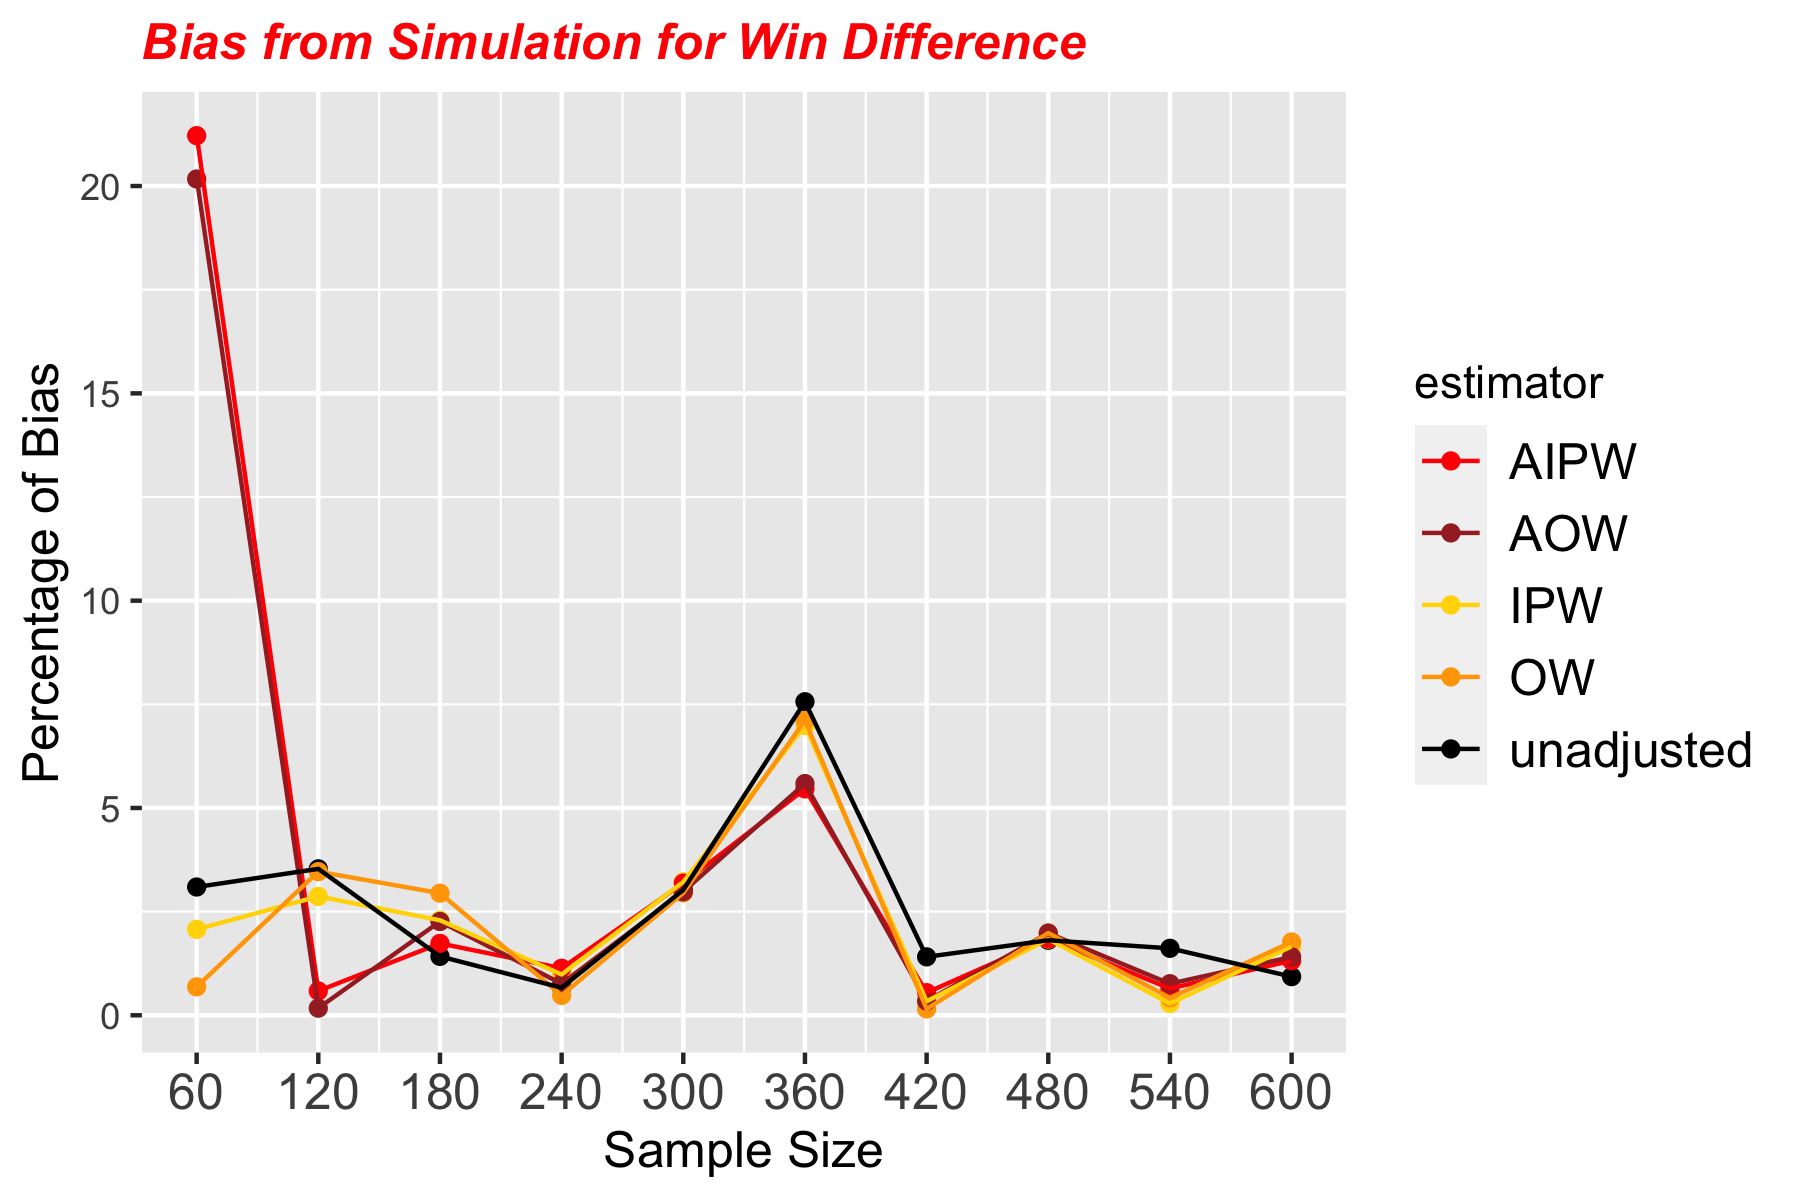 Bias from Simulation for Win Difference
Percentage of Bias
20
15
10
5
0
60 120 180 240 300 360 420 480 540 600
Sample Size
estimator
AIPW
AOW
IPW
OW
unadjusted